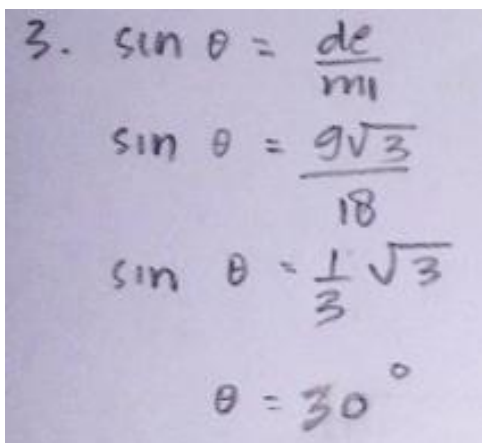 3. sin θ = de/mi
sin θ = 9√3/18
sin θ = 1/3 √3
θ = 30°